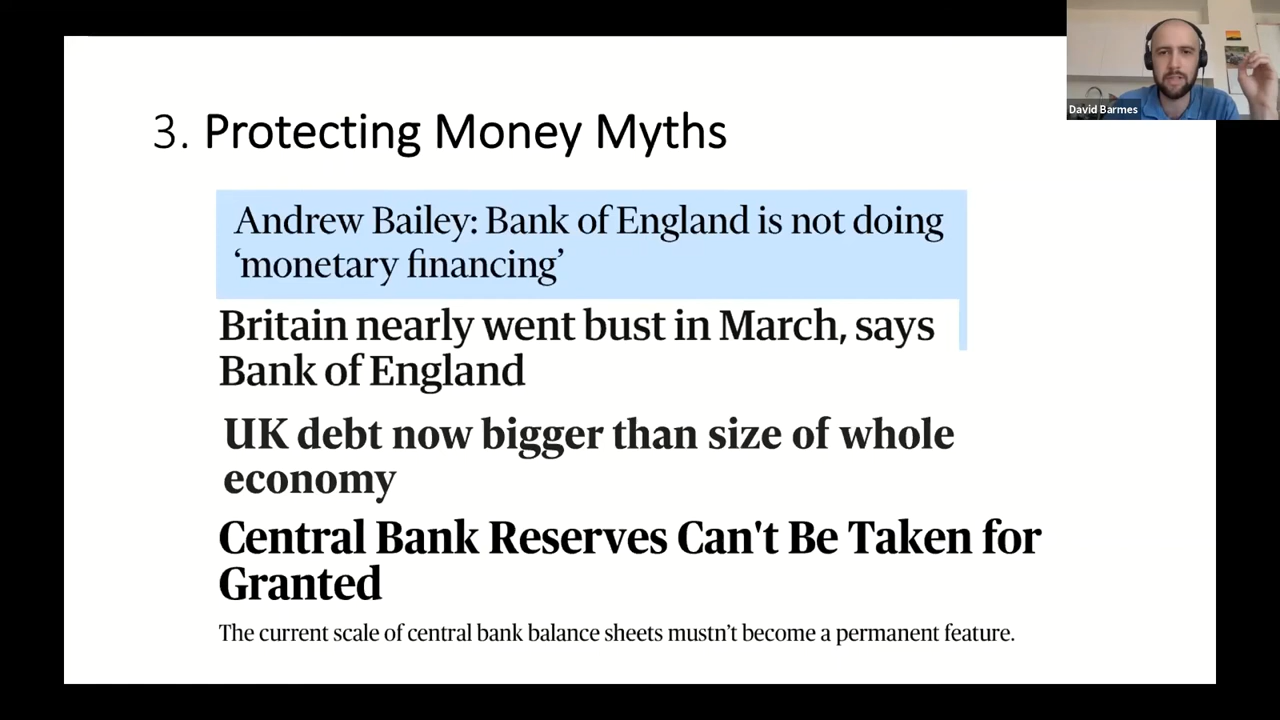 David Barmes
3. Protecting Money Myths
Andrew Bailey: Bank of England is not doing
‘monetary financing’
Britain nearly went bust in March, says
Bank of England
UK debt now bigger than size of whole
economy
Central Bank Reserves Can't Be Taken for
Granted
The current scale of central bank balance sheets mustn’t become a permanent feature.